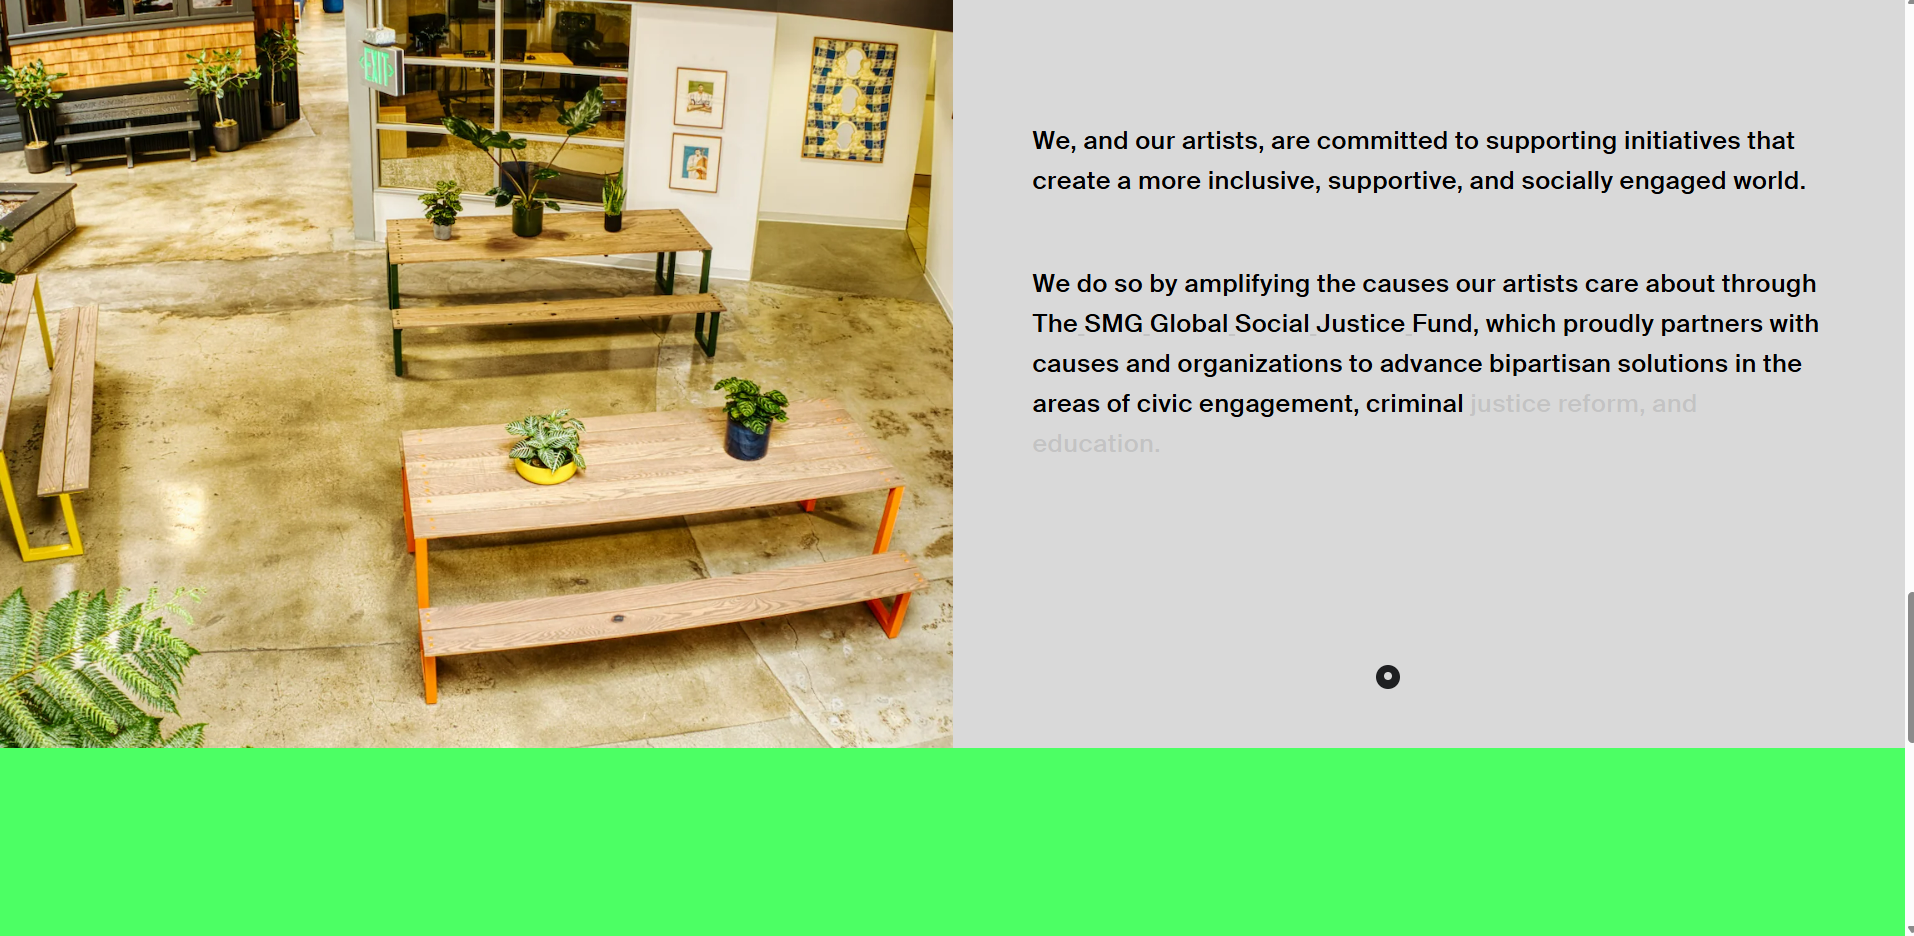 EXIT
We, and our artists, are committed to supporting initiatives that
create a more inclusive, supportive, and socially engaged world.
We do so by amplifying the causes our artists care about through
The SMG Global Social Justice Fund, which proudly partners with
causes and organizations to advance bipartisan solutions in the
areas of civic engagement, criminal justice reform, and
education.